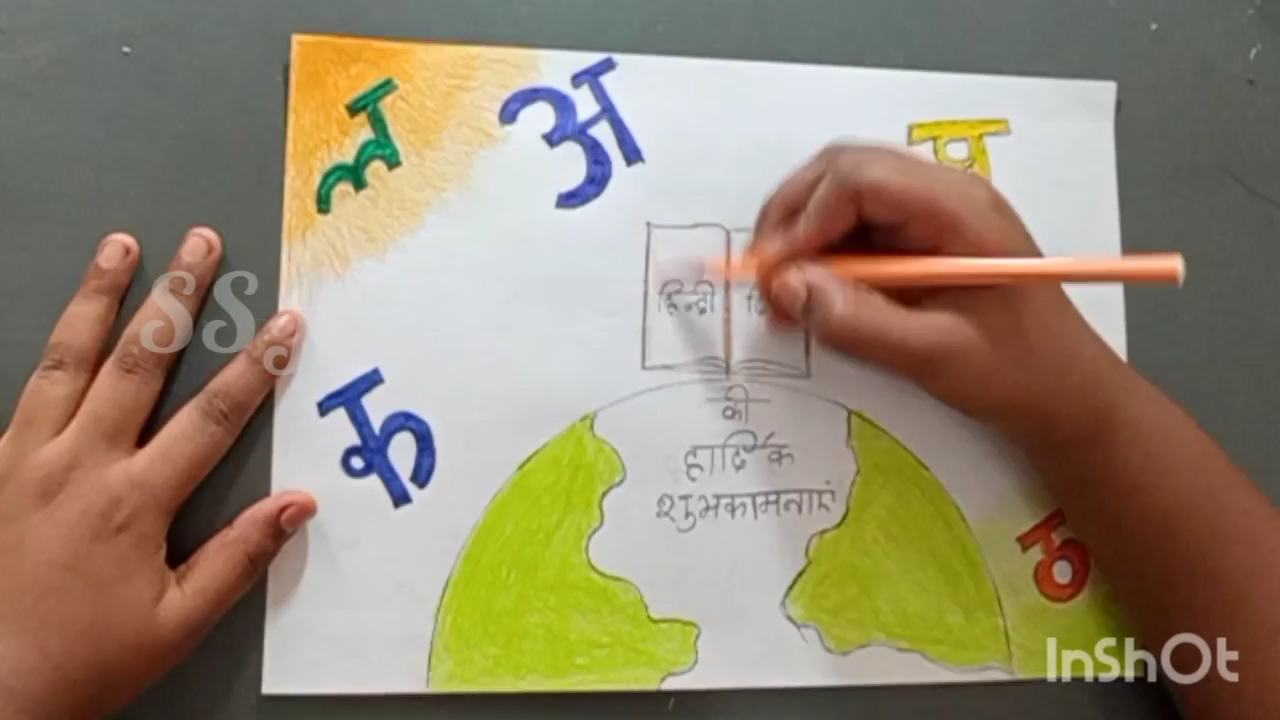 ल
अ
प
हिन्दी
की
हार्दिक
शुभकामनाएं
क
ठ
SS
InShOt